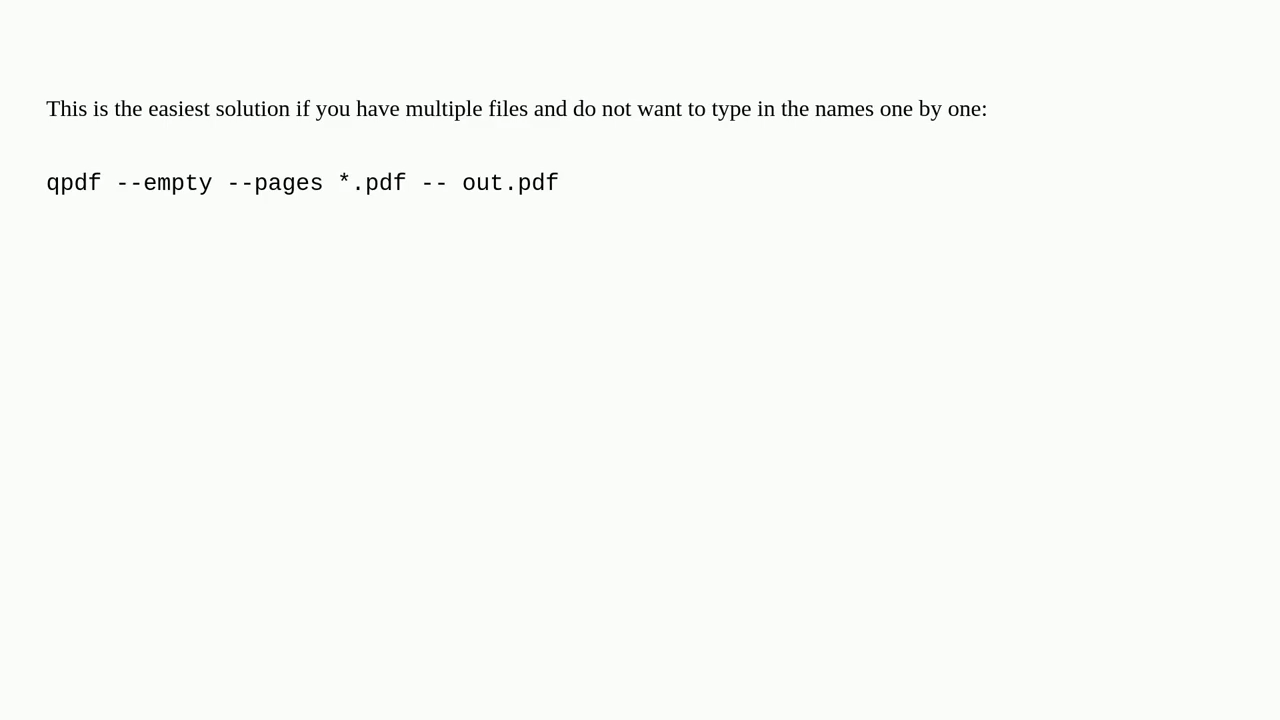 This is the easiest solution if you have multiple files and do not want to type in the names one by one:
qpdf --empty --pages *.pdf -- out.pdf